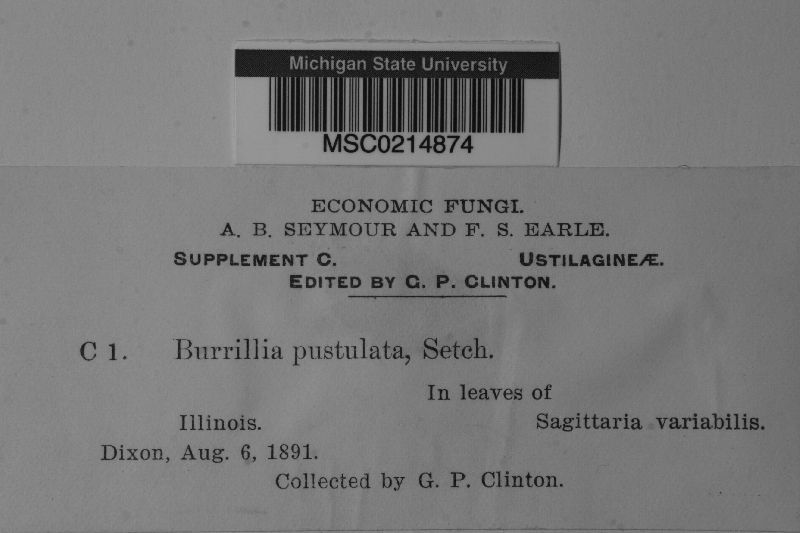 Michigan State University
MSC0214874
ECONOMIC FUNGI.
A. B. SEYMOUR AND F. S. EARLE.
SUPPLEMENT C. USTILAGINEÆ.
EDITED BY G. P. CLINTON.
C 1. Burrillia pustulata, Setch.
In leaves of
Illinois. Sagittaria variabilis.
Dixon, Aug. 6, 1891.
Collected by G. P. Clinton.